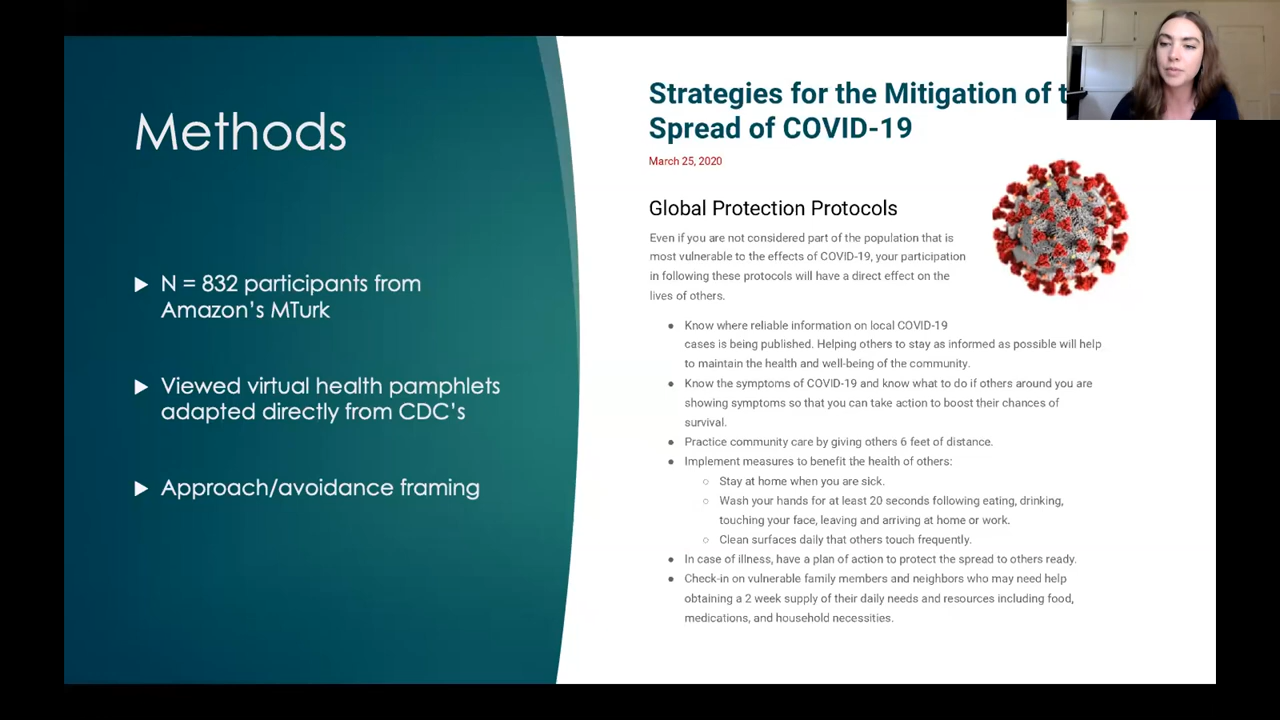 Methods
N = 832 participants from
Amazon's MTurk
Viewed virtual health pamphlets
adapted directly from CDC's
Approach/avoidance framing
Strategies for the Mitigation of
Spread of COVID-19
March 25, 2020
Global Protection Protocols
Even if you are not considered part of the population that is
most vulnerable to the effects of COVID-19, your participation
in following these protocols will have a direct effect on the
lives of others.
● Know where reliable information on local COVID-19
cases is being published. Helping others to stay as informed as possible will help
to maintain the health and well-being of the community.
● Know the symptoms of COVID-19 and know what to do if others around you are
showing symptoms so that you can take action to boost their chances of
survival.
● Practice community care by giving others 6 feet of distance.
● Implement measures to benefit the health of others:
○ Stay at home when you are sick.
○ Wash your hands for at least 20 seconds following eating, drinking,
touching your face, leaving and arriving at home or work.
○ Clean surfaces daily that others touch frequently.
● In case of illness, have a plan of action to protect the spread to others ready.
● Check-in on vulnerable family members and neighbors who may need help
obtaining a 2 week supply of their daily needs and resources including food,
medications, and household necessities.